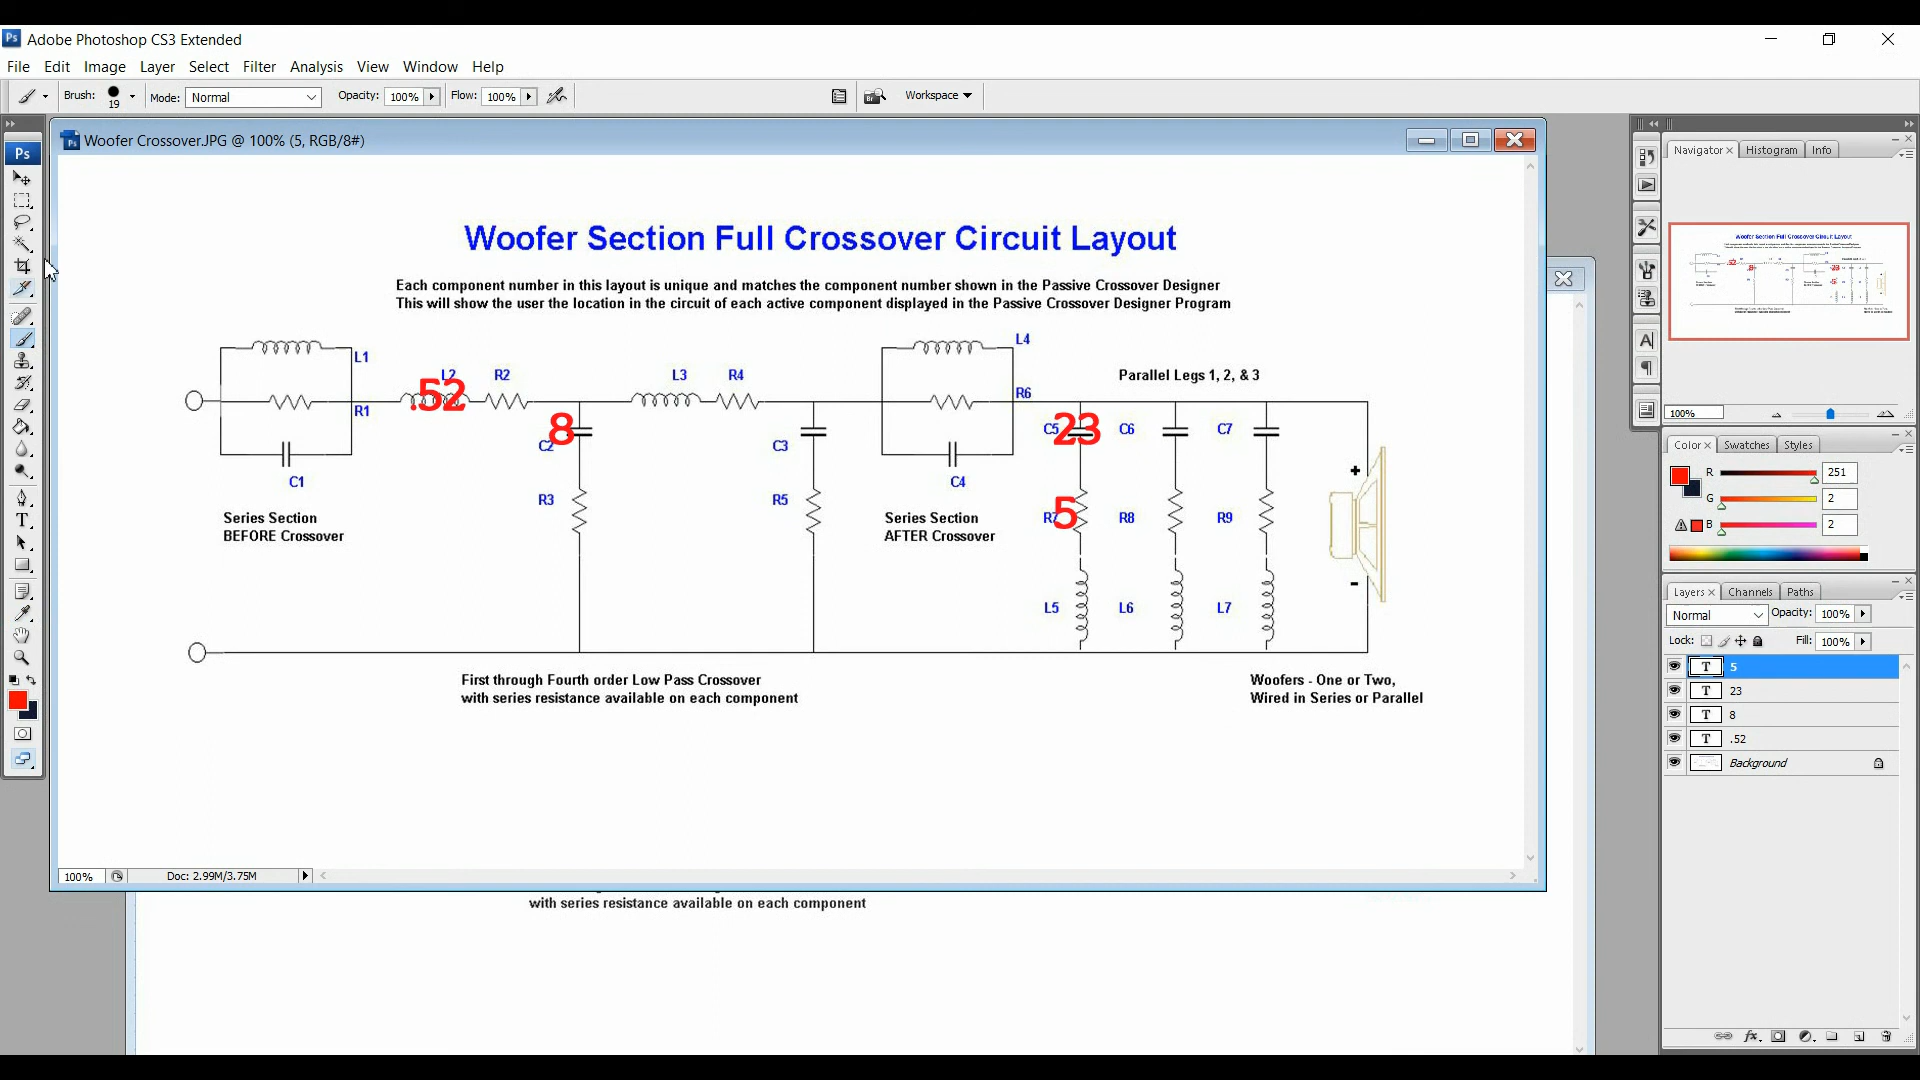 Ps Adobe Photoshop CS3 Extended
File Edit Image Layer Select Filter Analysis View Window Help
Brush: 19 Mode: Normal Opacity: 100% Flow: 100% Br Workspace
Ps
Ps Woofer Crossover.JPG @ 100% (5, RGB/8#)
Woofer Section Full Crossover Circuit Layout
Each component number in this layout is unique and matches the component number shown in the Passive Crossover Designer
This will show the user the location in the circuit of each active component displayed in the Passive Crossover Designer Program
L1
L2
R2
L3
R4
L4
Parallel Legs 1, 2, & 3
.52
R1
R6
8
C2
C3
C5
23
C6
C7
+
C1
C4
R3
R5
R7
5
R8
R9
Series Section
BEFORE Crossover
Series Section
AFTER Crossover
-
L5
L6
L7
First through Fourth order Low Pass Crossover
with series resistance available on each component
Woofers - One or Two,
Wired in Series or Parallel
100% Doc: 2.99M/3.75M
with series resistance available on each component
T
A
Navigator Histogram Info
100%
Color Swatches Styles
R 251
G 2
B 2
Layers Channels Paths
Normal Opacity: 100%
Lock: Fill: 100%
T 5
T 23
T 8
T .52
Background
fx